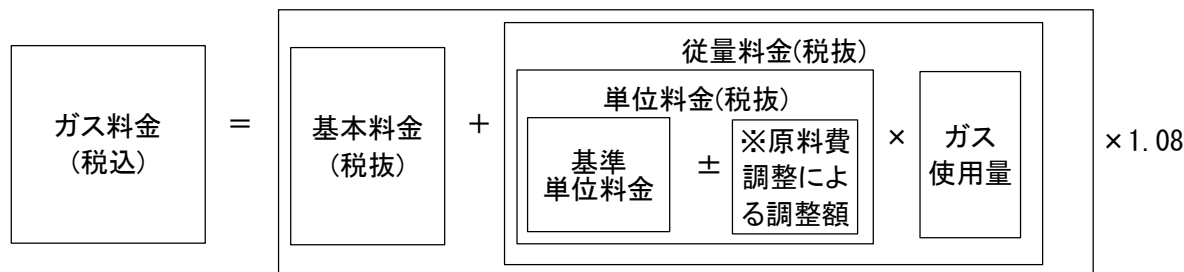 従量料金(税抜)
単位料金(税抜)
ガス料金
(税込)
＝
基本料金
(税抜)
＋
基準
単位料金
±
※原料費
調整によ
る調整額
×
ガス
使用量
×1.08